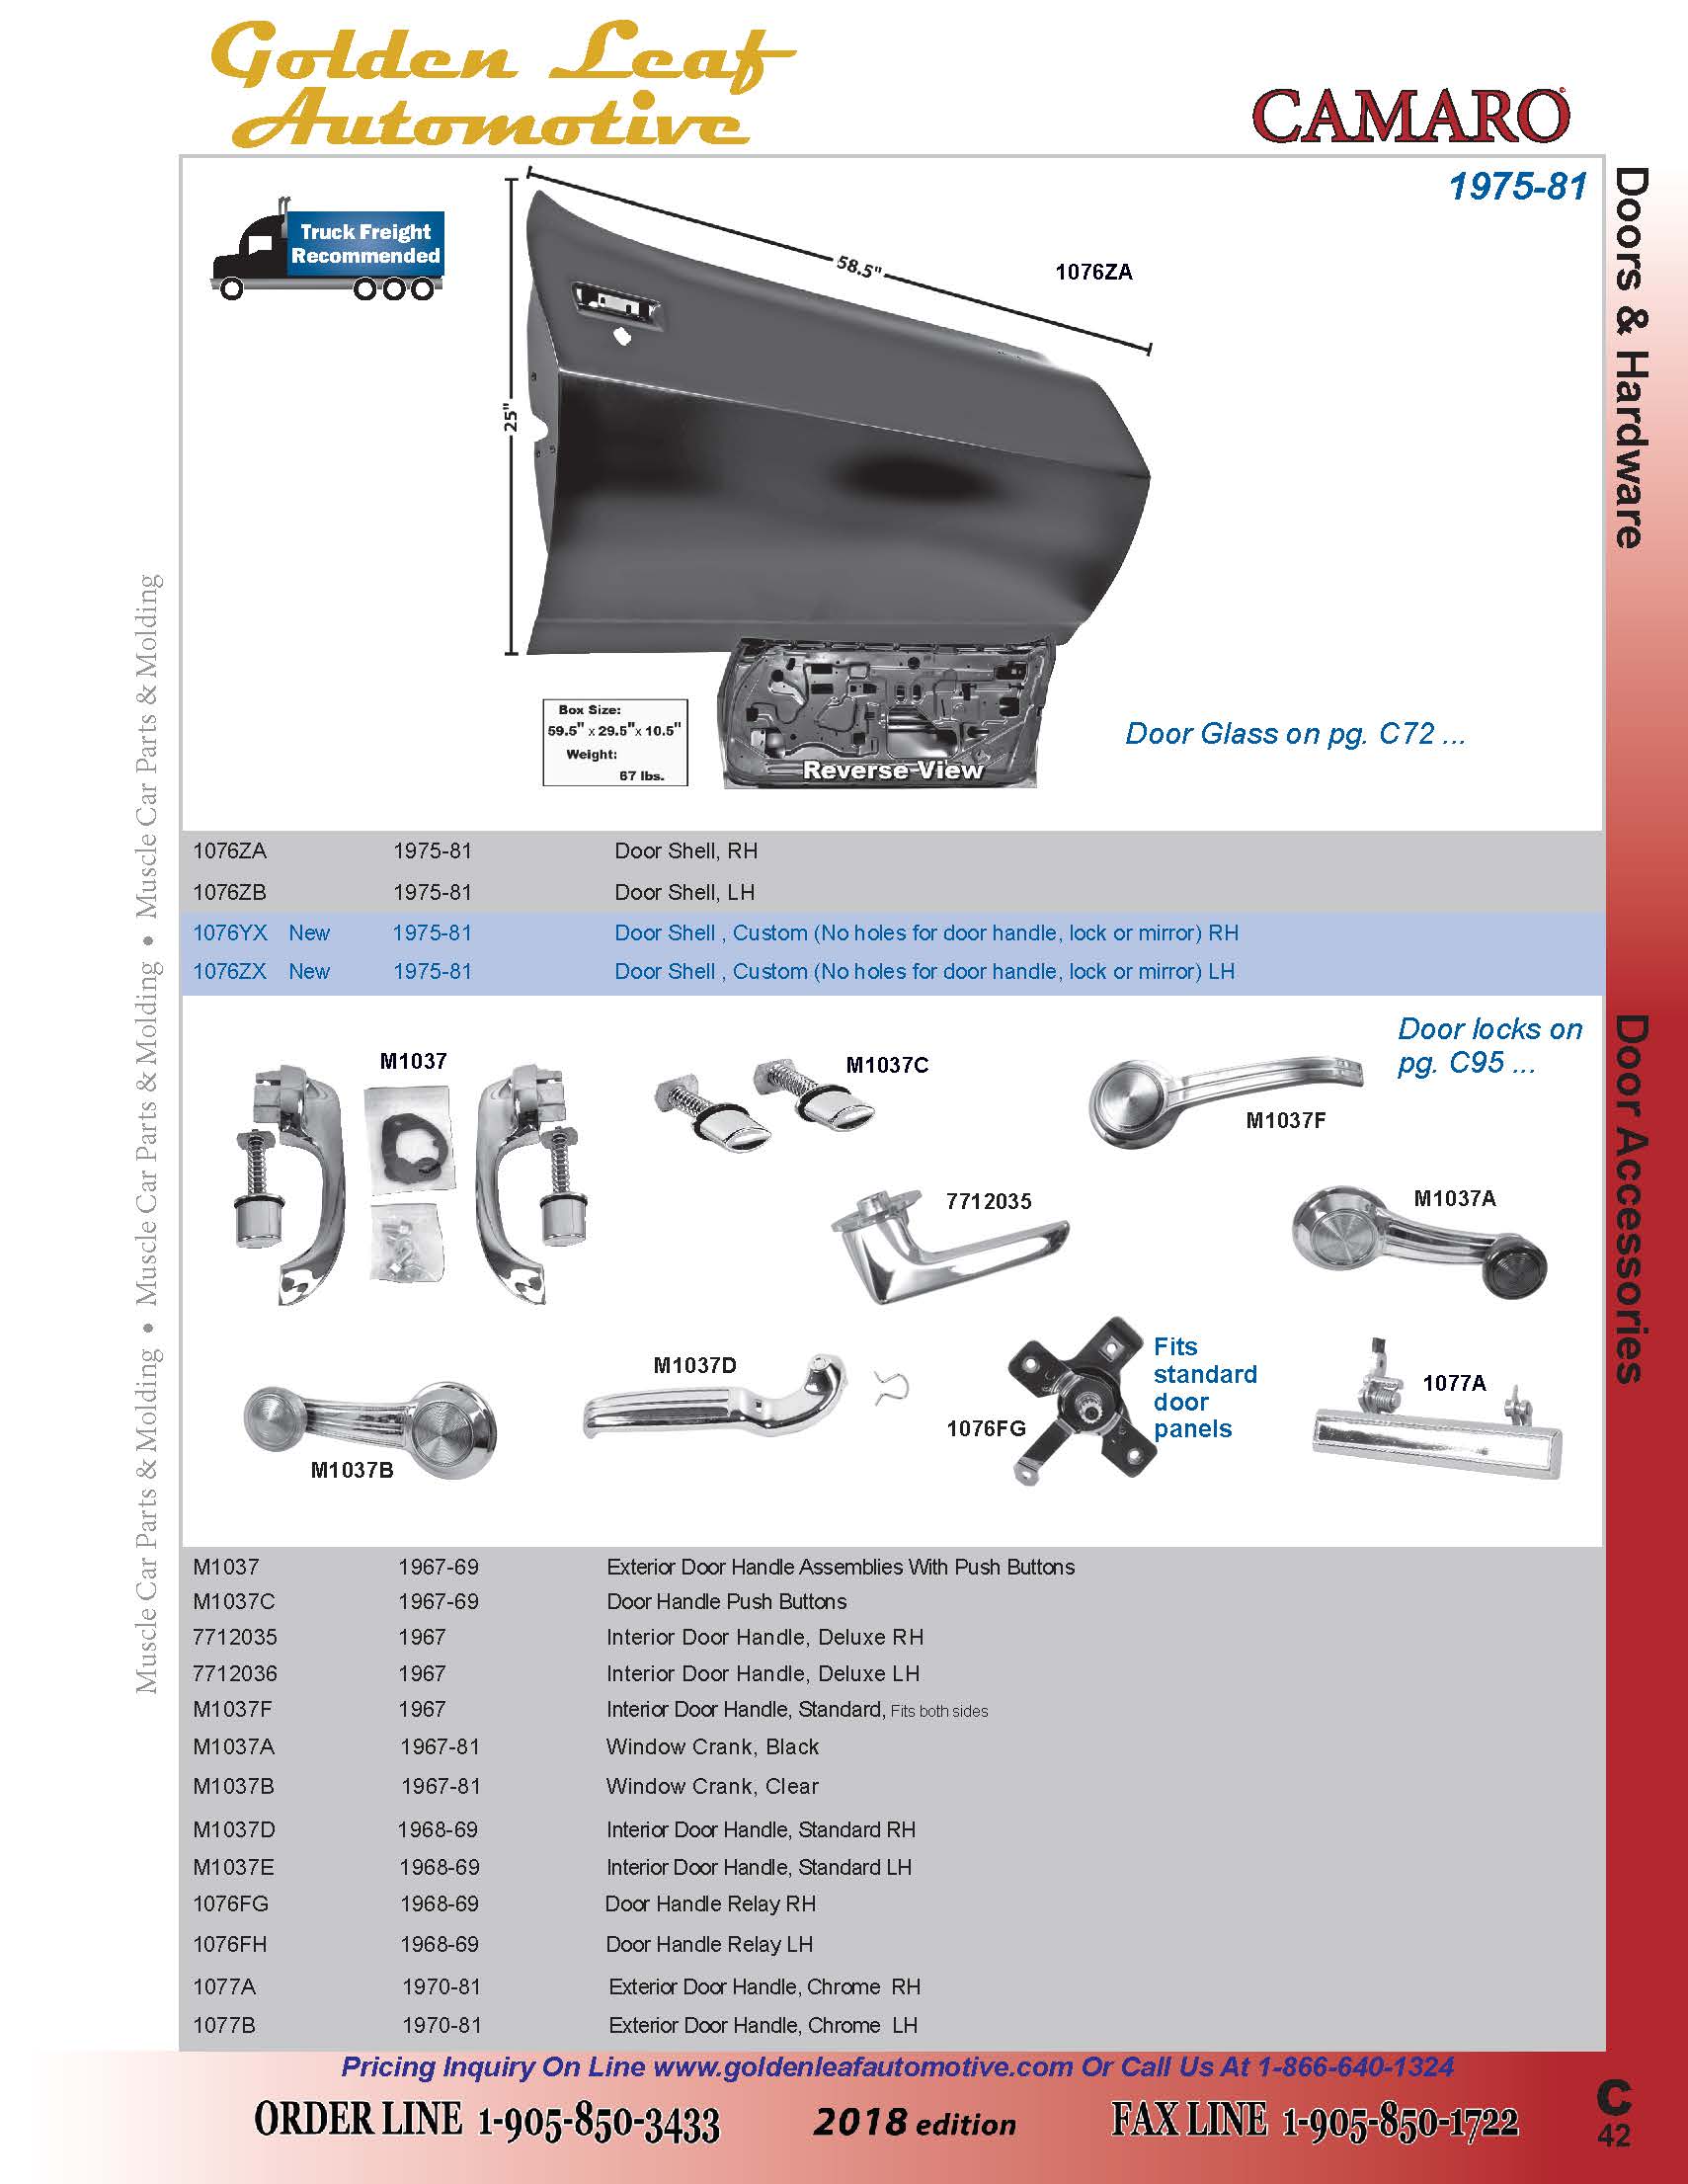 Golden Leaf
Automotive
CAMARO
1975-81
Truck Freight
Recommended
58.5"
1076ZA
25"
Box Size:
59.5" x 29.5" x 10.5"
Weight:
67 lbs.
Reverse View
Door Glass on pg. C72 ...
Doors & Hardware
1076ZA 1975-81 Door Shell, RH
1076ZB 1975-81 Door Shell, LH
1076YX New 1975-81 Door Shell , Custom (No holes for door handle, lock or mirror) RH
1076ZX New 1975-81 Door Shell , Custom (No holes for door handle, lock or mirror) LH
Door locks on
pg. C95 ...
M1037
M1037C
M1037F
7712035
M1037A
M1037B
M1037D
1076FG
Fits
standard
door
panels
1077A
Door Accessories
M1037 1967-69 Exterior Door Handle Assemblies With Push Buttons
M1037C 1967-69 Door Handle Push Buttons
7712035 1967 Interior Door Handle, Deluxe RH
7712036 1967 Interior Door Handle, Deluxe LH
M1037F 1967 Interior Door Handle, Standard, Fits both sides
M1037A 1967-81 Window Crank, Black
M1037B 1967-81 Window Crank, Clear
M1037D 1968-69 Interior Door Handle, Standard RH
M1037E 1968-69 Interior Door Handle, Standard LH
1076FG 1968-69 Door Handle Relay RH
1076FH 1968-69 Door Handle Relay LH
1077A 1970-81 Exterior Door Handle, Chrome RH
1077B 1970-81 Exterior Door Handle, Chrome LH
Muscle Car Parts & Molding • Muscle Car Parts & Molding • Muscle Car Parts & Molding
Pricing Inquiry On Line www.goldenleafautomotive.com Or Call Us At 1-866-640-1324
ORDER LINE 1-905-850-3433 2018 edition FAX LINE 1-905-850-1722
C
42